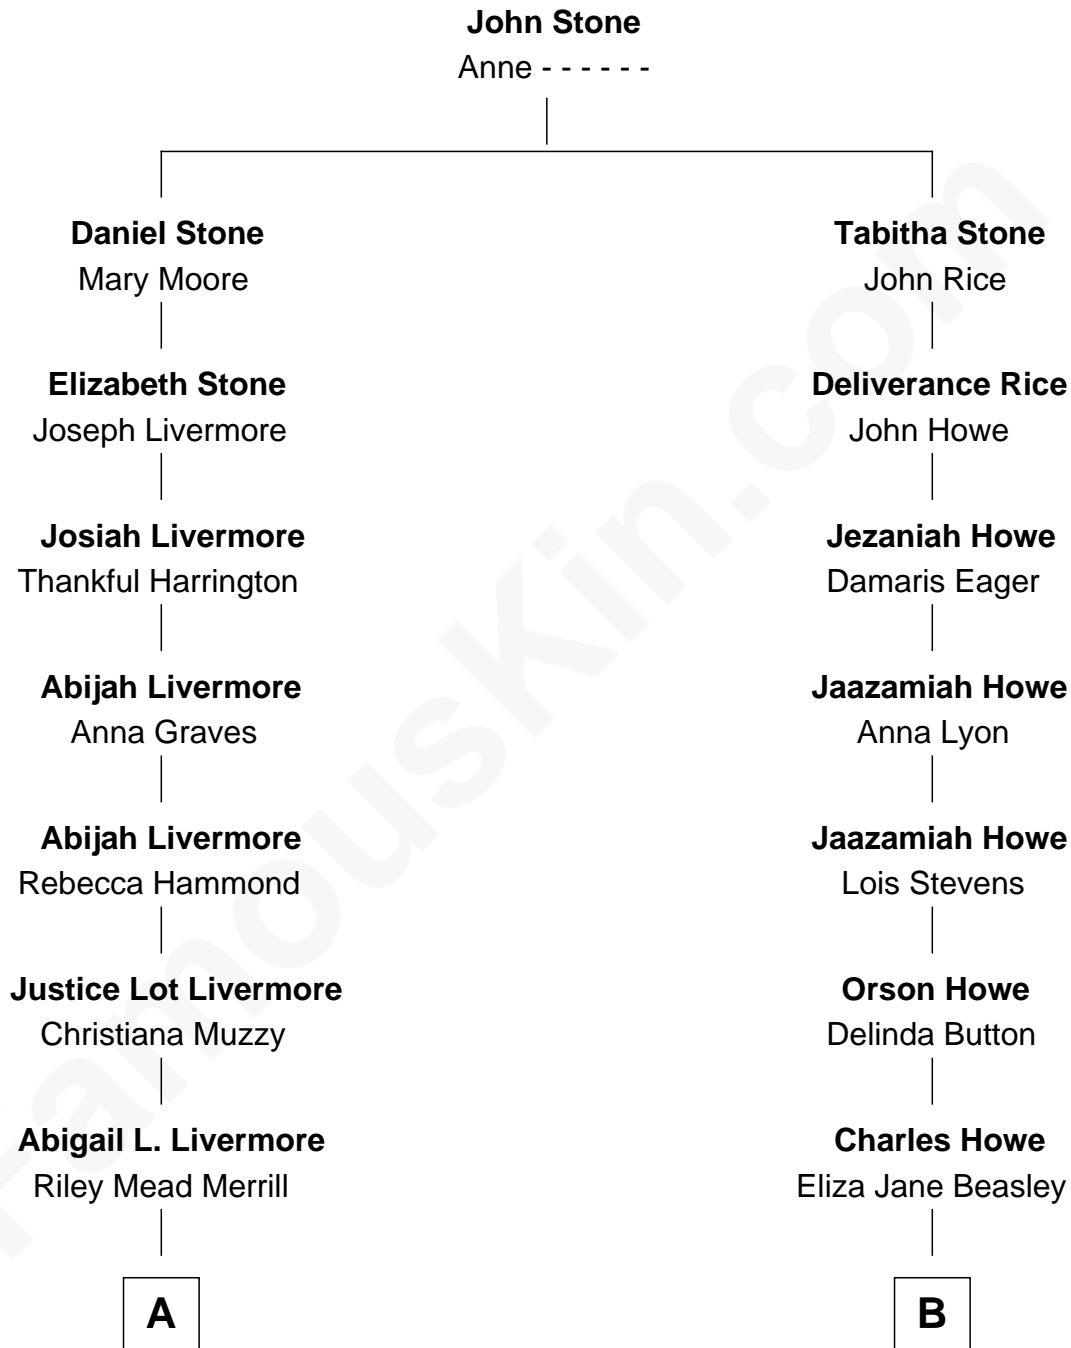 John Stone
Anne - - - - - -
Daniel Stone
Mary Moore
Tabitha Stone
John Rice
Elizabeth Stone
Joseph Livermore
Deliverance Rice
John Howe
Josiah Livermore
Thankful Harrington
Jezaniah Howe
Damaris Eager
Abijah Livermore
Anna Graves
Jaazamiah Howe
Anna Lyon
Abijah Livermore
Rebecca Hammond
Jaazamiah Howe
Lois Stevens
Justice Lot Livermore
Christiana Muzzy
Orson Howe
Delinda Button
Abigail L. Livermore
Riley Mead Merrill
Charles Howe
Eliza Jane Beasley
A
B
FamousKin.com